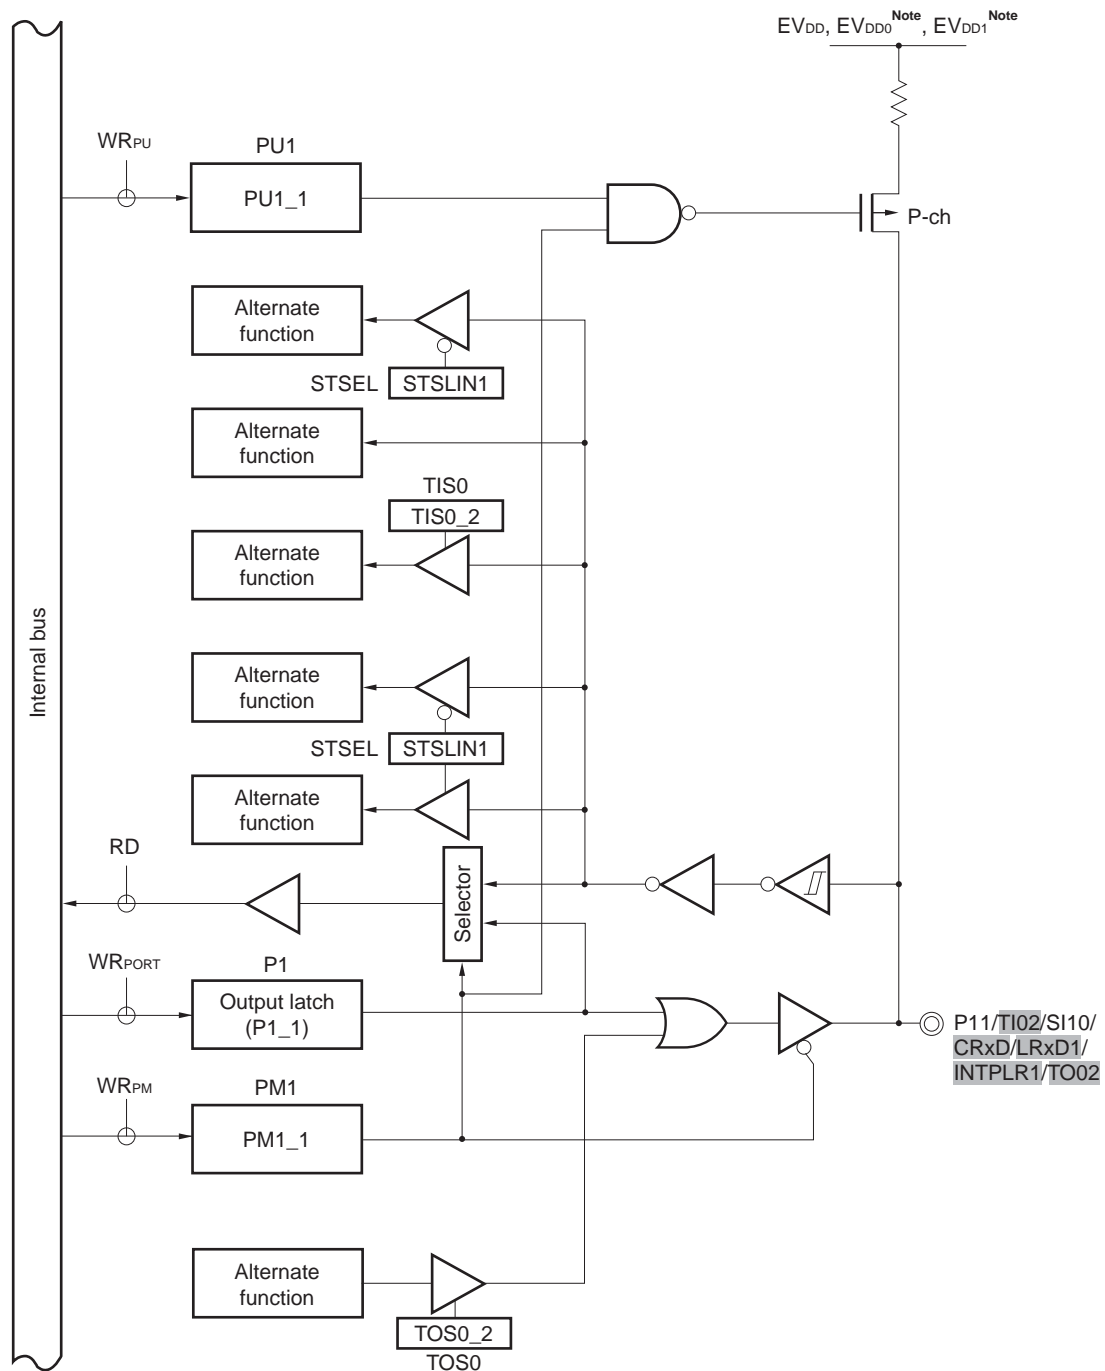 EVDD, EVDD0Note, EVDD1Note
WRPU
PU1
PU1_1
P-ch
Alternate
function
STSEL
STSLIN1
Alternate
function
TIS0
TIS0_2
Alternate
function
Internal bus
Alternate
function
STSEL
STSLIN1
Alternate
function
RD
Selector
WRPORT
P1
Output latch
(P1_1)
P11/TI02/SI10/
CRxD/LRxD1/
INTPLR1/TO02
WRPM
PM1
PM1_1
Alternate
function
TOS0_2
TOS0